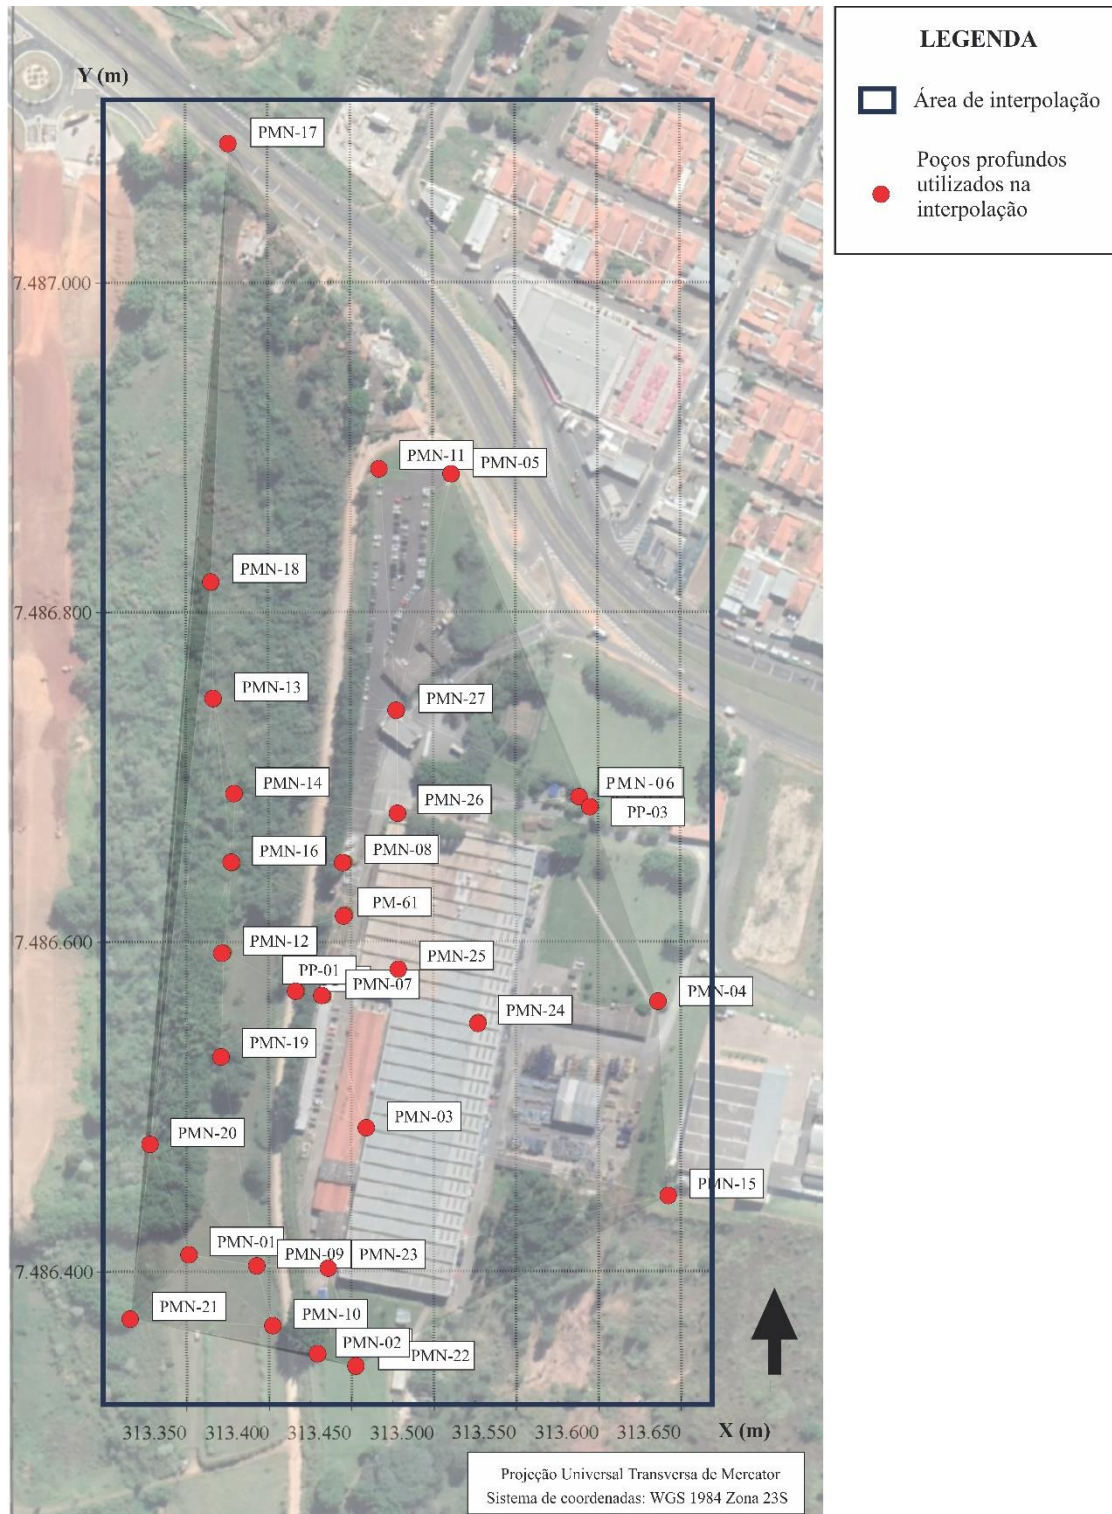 LEGENDA
Área de interpolação
Poços profundos
utilizados na
interpolação
Y (m)
PMN-17
7.487.000
PMN-11
PMN-05
PMN-18
7.486.800
PMN-13
PMN-27
PMN-14
PMN-06
PMN-26
PP-03
PMN-16
PMN-08
PM-61
7.486.600
PMN-12
PMN-25
PP-01
PMN-07
PMN-04
PMN-24
PMN-19
PMN-03
PMN-20
PMN-15
PMN-01
PMN-09
PMN-23
7.486.400
PMN-21
PMN-10
PMN-02
PMN-22
313.350 313.400 313.450 313.500 313.550 313.600 313.650 X (m)
Projeção Universal Transversa de Mercator
Sistema de coordenadas: WGS 1984 Zona 23S